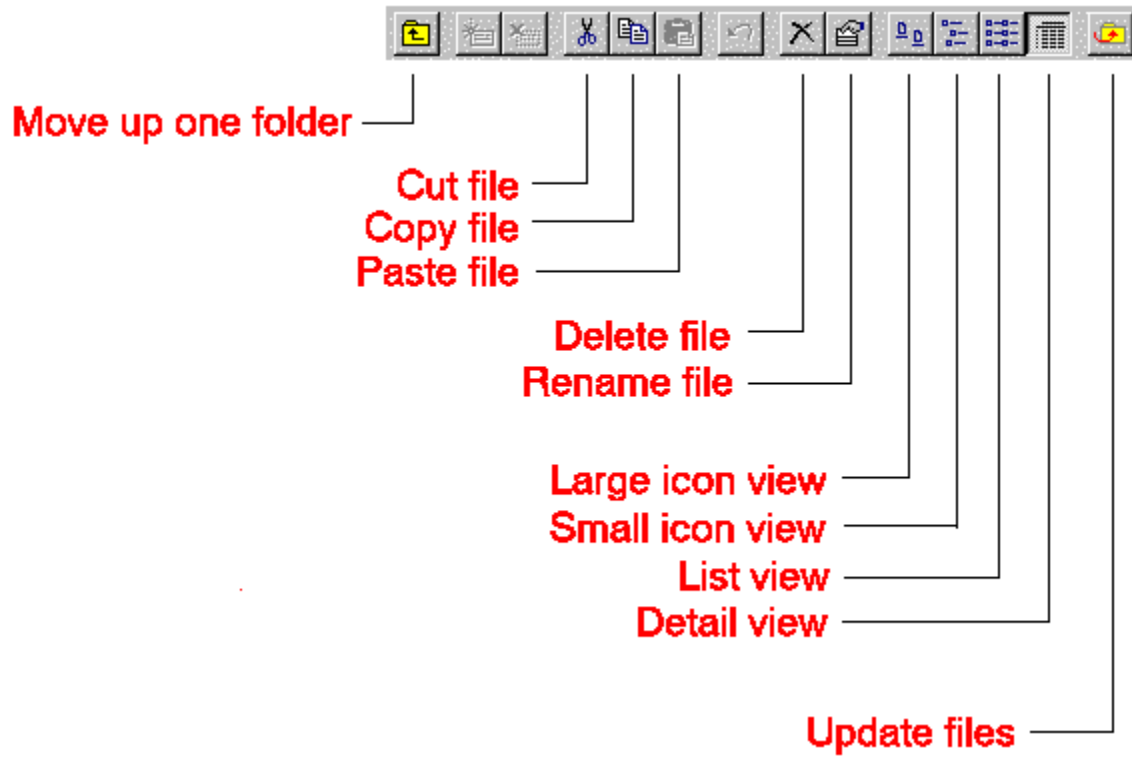 Move up one folder
Cut file
Copy file
Paste file
Delete file
Rename file
Large icon view
Small icon view
List view
Detail view
Update files